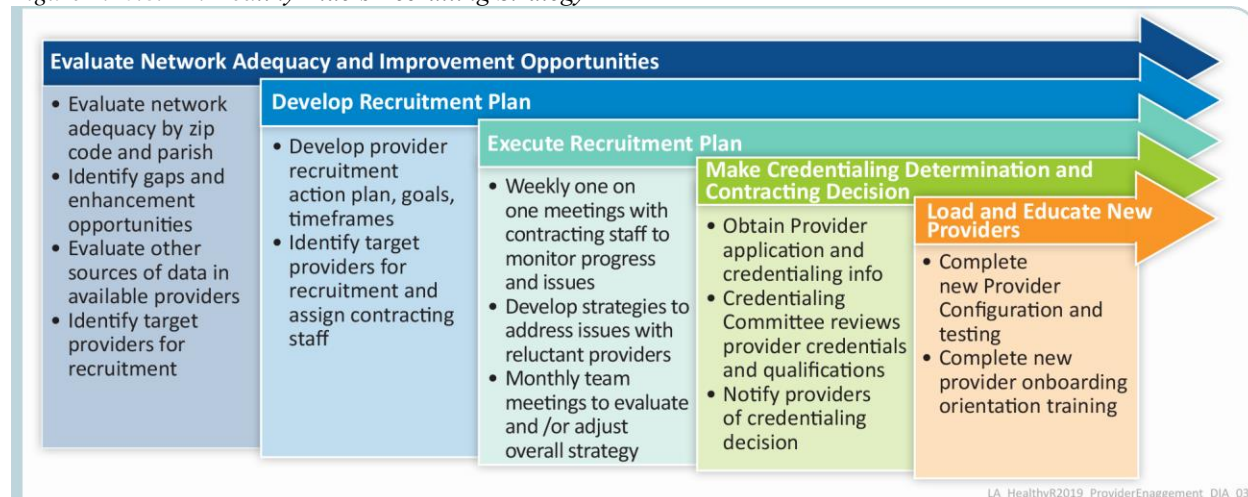 Figure Healthy Strategy
Evaluate Network Adequacy and Improvement Opportunities
• Evaluate network
adequacy by zip
code and parish
• Identify gaps and
enhancement
opportunities
• Evaluate other
sources of data in
available providers
• Identify target
providers for
recruitment
Develop Recruitment Plan
• Develop provider
recruitment
action plan, goals,
timeframes
• Identify target
providers for
recruitment and
assign contracting
staff
Execute Recruitment Plan
• Weekly one on
one meetings with
contracting staff to
monitor progress
and issues
• Develop strategies to
address issues with
reluctant providers
• Monthly team
meetings to evaluate
and /or adjust
overall strategy
Make Credentialing Determination and
Contracting Decision
• Obtain Provider
application and
credentialing info
• Credentialing
Committee reviews
provider credentials
and qualifications
• Notify providers
of credentialing
decision
Load and Educate New
Providers
• Complete
new Provider
Configuration and
testing
• Complete new
provider onboarding
orientation training
LA_HealthyR2019_ProviderEnaggement_DIA_03